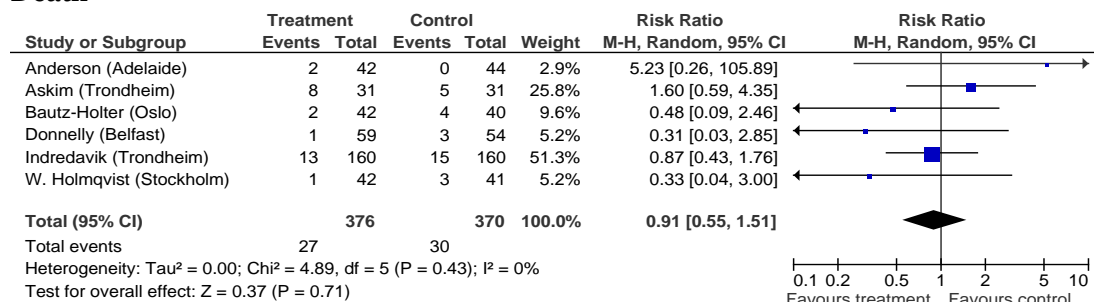 Death
Treatment Control Risk Ratio Risk Ratio
Study or Subgroup Events Total Events Total Weight M-H, Random, 95% CI M-H, Random, 95% CI
Anderson (Adelaide) 2 42 0 44 2.9% 5.23 [0.26, 105.89]
Askim (Trondheim) 8 31 5 31 25.8% 1.60 [0.59, 4.35]
Bautz-Holter (Oslo) 2 42 4 40 9.6% 0.48 [0.09, 2.46]
Donnelly (Belfast) 1 59 3 54 5.2% 0.31 [0.03, 2.85]
Indredavik (Trondheim) 13 160 15 160 51.3% 0.87 [0.43, 1.76]
W. Holmqvist (Stockholm) 1 42 3 41 5.2% 0.33 [0.04, 3.00]
Total (95% CI) 376 370 100.0% 0.91 [0.55, 1.51]
Total events 27 30
Heterogeneity: Tau² = 0.00; Chi² = 4.89, df = 5 (P = 0.43); I² = 0%
Test for overall effect: Z = 0.37 (P = 0.71)
0.1 0.2 0.5 1 2 5 10
Favours treatment Favours control